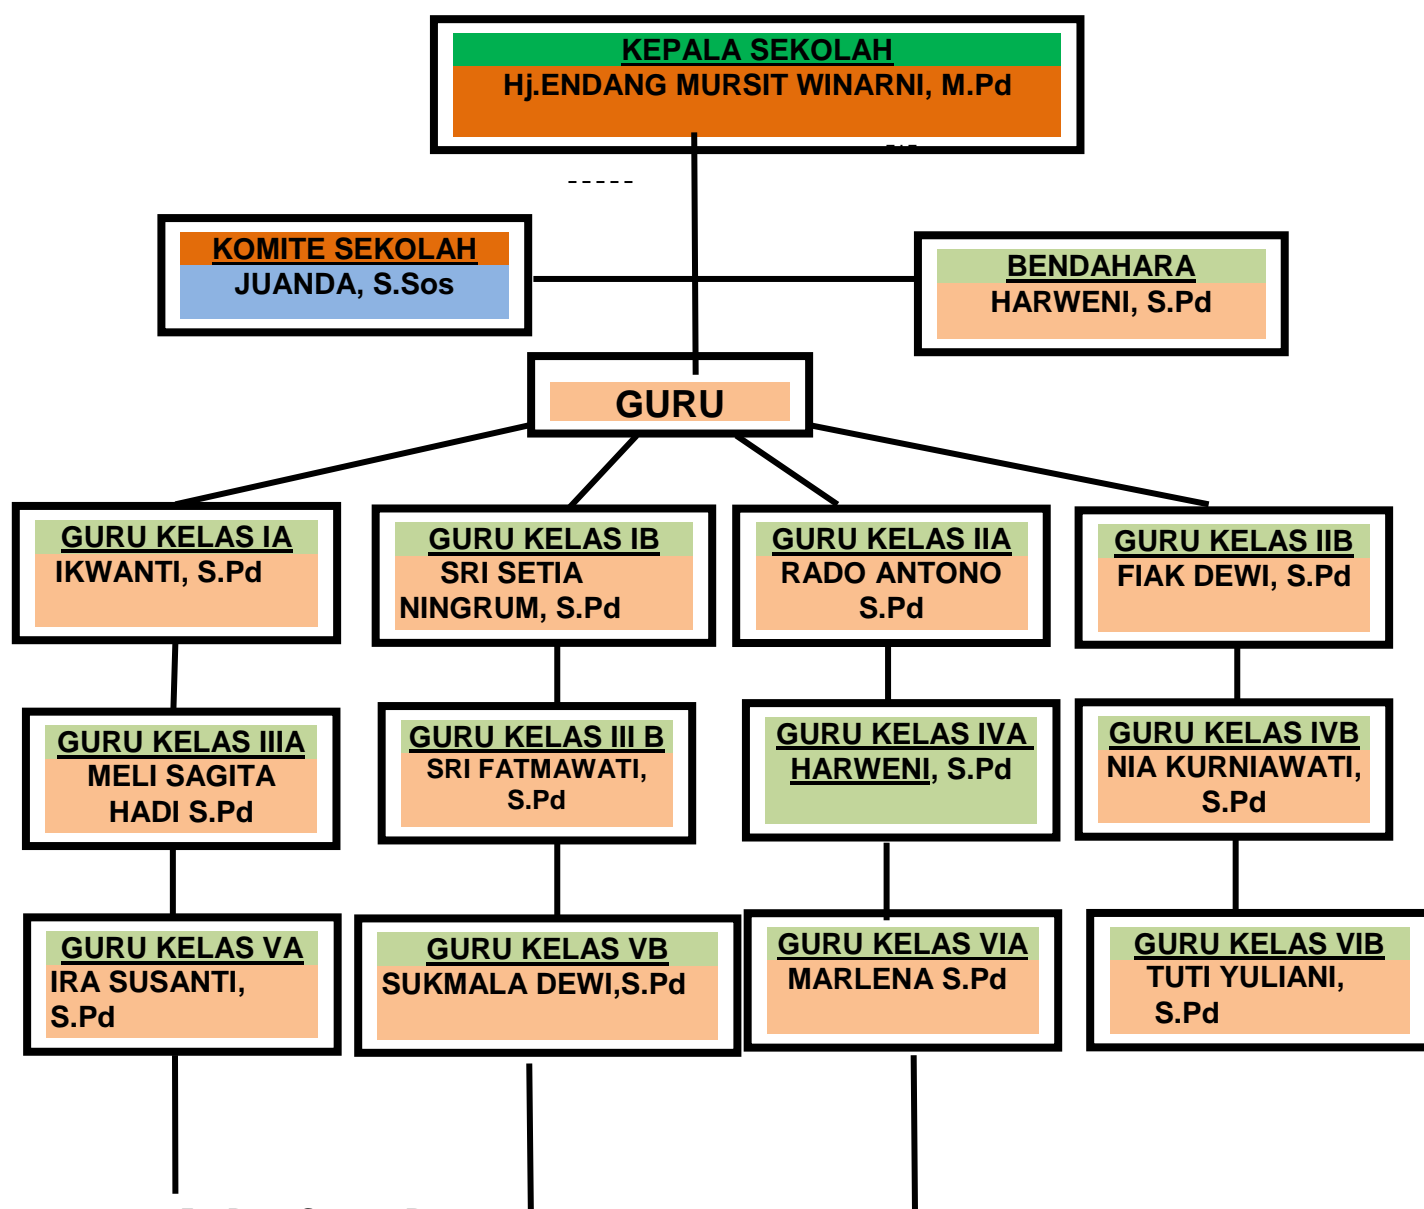 KEPALA SEKOLAH
Hj.ENDANG MURSIT WINARNI, M.Pd
-----
KOMITE SEKOLAH
JUANDA, S.Sos
BENDAHARA
HARWENI, S.Pd
GURU
GURU KELAS IA
IKWANTI, S.Pd
GURU KELAS IB
SRI SETIA
NINGRUM, S.Pd
GURU KELAS IIA
RADO ANTONO
S.Pd
GURU KELAS IIB
FIAK DEWI, S.Pd
GURU KELAS IIIA
MELI SAGITA
HADI S.Pd
GURU KELAS III B
SRI FATMAWATI,
S.Pd
GURU KELAS IVA
HARWENI, S.Pd
GURU KELAS IVB
NIA KURNIAWATI,
S.Pd
GURU KELAS VA
IRA SUSANTI,
S.Pd
GURU KELAS VB
SUKMALA DEWI,S.Pd
GURU KELAS VIA
MARLENA S.Pd
GURU KELAS VIB
TUTI YULIANI,
S.Pd